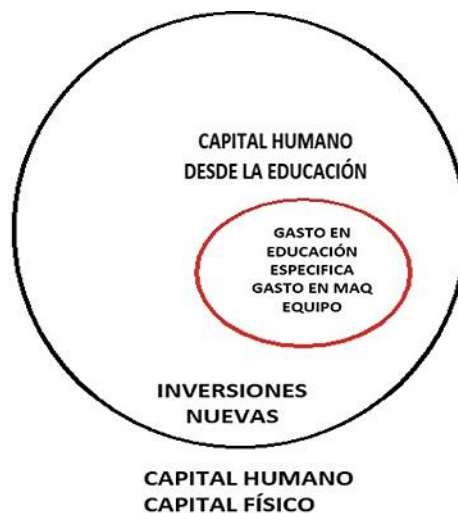 CAPITAL HUMANO
DESDE LA EDUCACIÓN
GASTO EN
EDUCACIÓN
ESPECIFICA
GASTO EN MAQ
EQUIPO
INVERSIONES
NUEVAS
CAPITAL HUMANO
CAPITAL FÍSICO